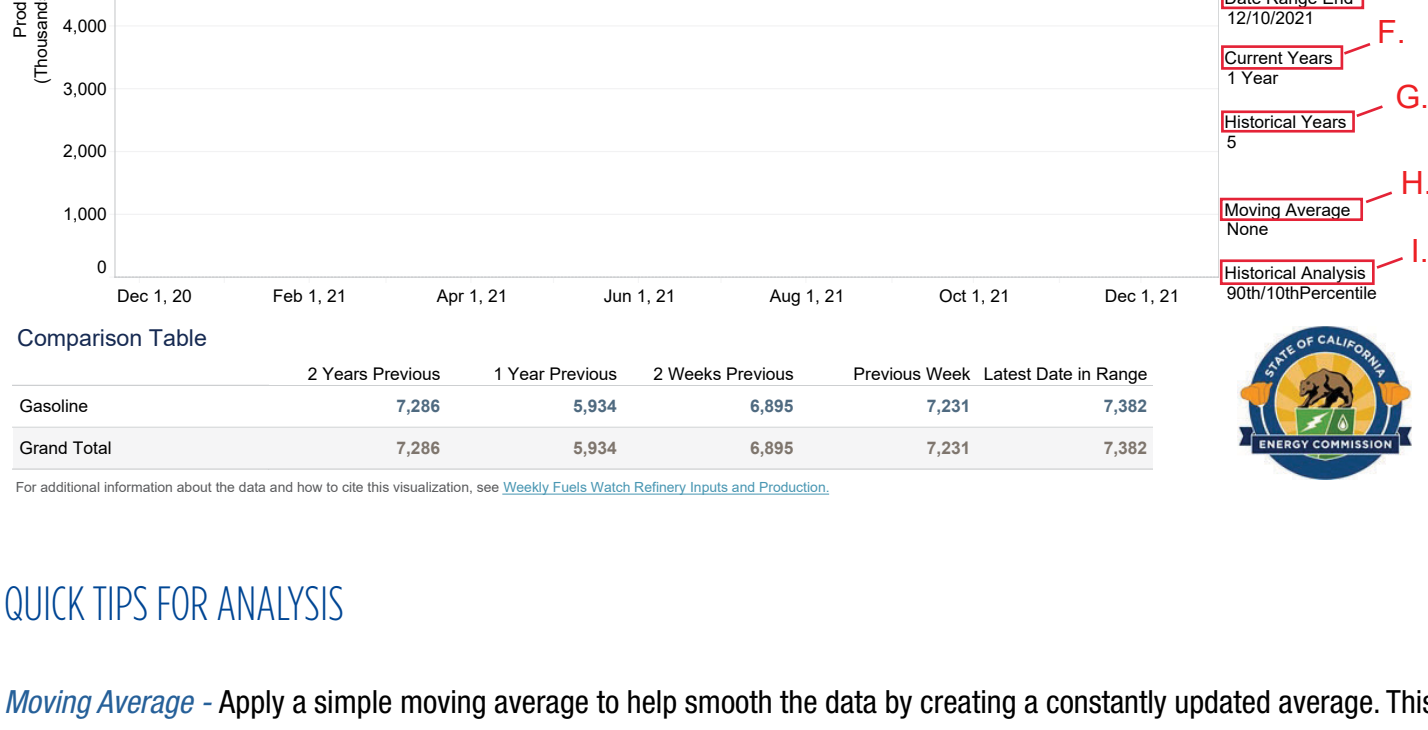 Prod
(Thousand
4,000
3,000
2,000
1,000
0
Dec 1, 20 Feb 1, 21 Apr 1, 21 Jun 1, 21 Aug 1, 21 Oct 1, 21 Dec 1, 21
Date Range End
12/10/2021
F.
Current Years
1 Year
G.
Historical Years
5
H.
Moving Average
None
I.
Historical Analysis
90th/10thPercentile
Comparison Table
2 Years Previous 1 Year Previous 2 Weeks Previous Previous Week Latest Date in Range
Gasoline 7,286 5,934 6,895 7,231 7,382
Grand Total 7,286 5,934 6,895 7,231 7,382
STATE OF CALIFORNIA
ENERGY COMMISSION
For additional information about the data and how to cite this visualization, see Weekly Fuels Watch Refinery Inputs and Production.
QUICK TIPS FOR ANALYSIS
Moving Average - Apply a simple moving average to help smooth the data by creating a constantly updated average. This